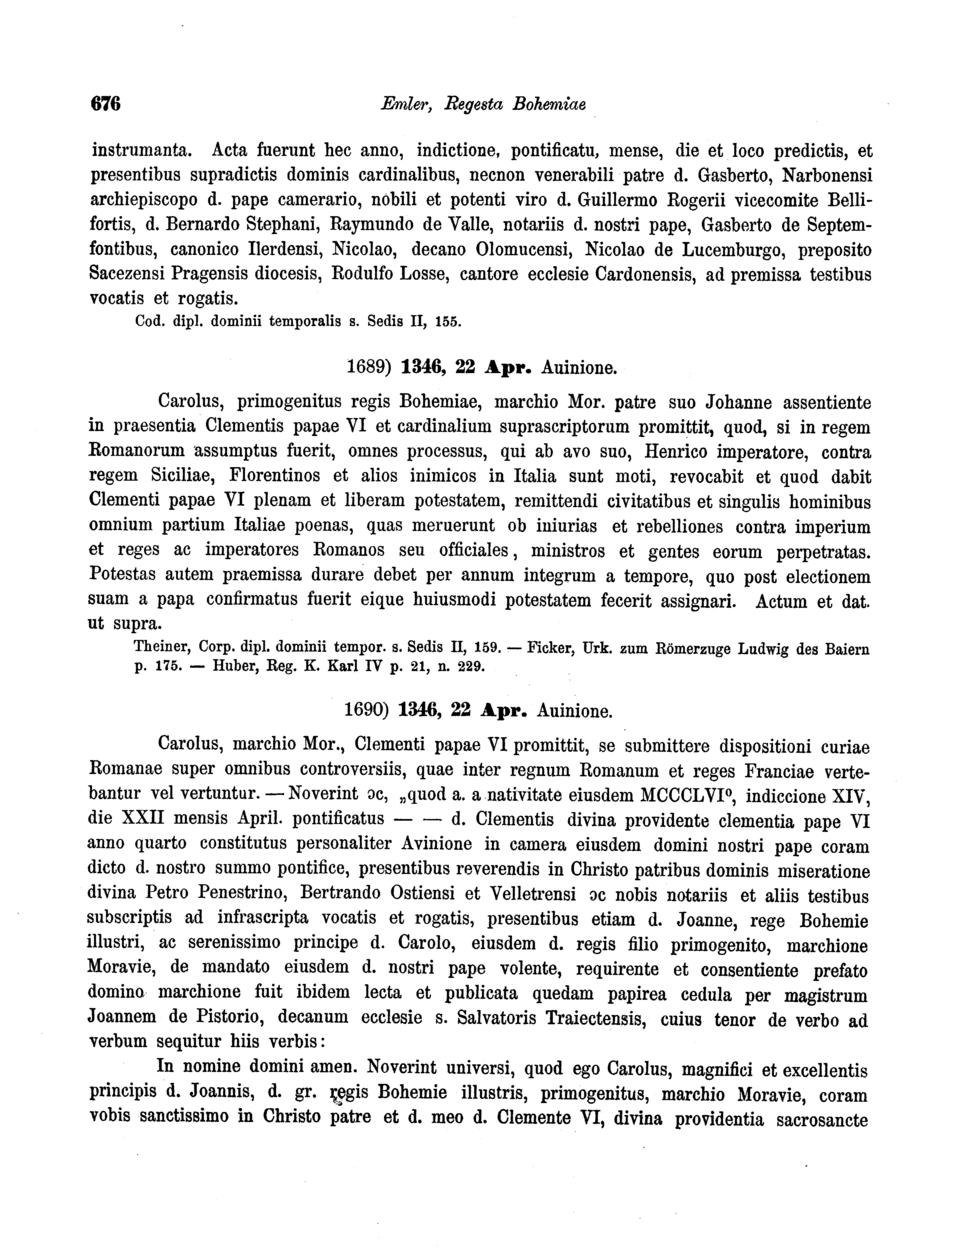 676 Emler, Regesta Bohemiae
instrumanta. Acta fuerunt hec anno, indictione, pontificatu, mense, die et loco predictis, et
presentibus supradictis dominis cardinalibus, necnon venerabili patre d. Gasberto, Narbonensi
archiepiscopo d. pape camerario, nobili et potenti viro d. Guillermo Rogerii vicecomite Belli-
fortis, d. Bernardo Stephani, Raymundo de Valle, notariis d. nostri pape, Gasberto de Septem-
fontibus, canonico Ilerdensi, Nicolao, decano Olomucensi, Nicolao de Lucemburgo, preposito
Sacezensi Pragensis diocesis, Rodulfo Losse, cantore ecclesie Cardonensis, ad premissa testibus
vocatis et rogatis.
Cod. dipl. dominii temporalis s. Sedis II, 155.
1689) 1346, 22 Apr. Auinione.
Carolus, primogenitus regis Bohemiae, marchio Mor. patre suo Johanne assentiente
in praesentia Clementis papae VI et cardinalium suprascriptorum promittit, quod, si in regem
Romanorum assumptus fuerit, omnes processus, qui ab avo suo, Henrico imperatore, contra
regem Siciliae, Florentinos et alios inimicos in Italia sunt moti, revocabit et quod dabit
Clementi papae VI plenam et liberam potestatem, remittendi civitatibus et singulis hominibus
omnium partium Italiae poenas, quas meruerunt ob iniurias et rebelliones contra imperium
et reges ac imperatores Romanos seu officiales, ministros et gentes eorum perpetratas.
Potestas autem praemissa durare debet per annum integrum a tempore, quo post electionem
suam a papa confirmatus fuerit eique huiusmodi potestatem fecerit assignari. Actum et dat.
ut supra.
Theiner, Corp. dipl. dominii tempor. s. Sedis II, 159. — Ficker, Urk. zum Römerzuge Ludwig des Baiern
p. 175. — Huber, Reg. K. Karl IV p. 21, n. 229.
1690) 1346, 22 Apr. Auinione.
Carolus, marchio Mor., Clementi papae VI promittit, se submittere dispositioni curiae
Romanae super omnibus controversiis, quae inter regnum Romanum et reges Franciae verte-
bantur vel vertuntur. — Noverint ɔc, „quod a. a nativitate eiusdem MCCCLVI⁰, indiccione XIV,
die XXII mensis April. pontificatus — — d. Clementis divina providente clementia pape VI
anno quarto constitutus personaliter Avinione in camera eiusdem domini nostri pape coram
dicto d. nostro summo pontifice, presentibus reverendis in Christo patribus dominis miseratione
divina Petro Penestrino, Bertrando Ostiensi et Velletrensi ɔc nobis notariis et aliis testibus
subscriptis ad infrascripta vocatis et rogatis, presentibus etiam d. Joanne, rege Bohemie
illustri, ac serenissimo principe d. Carolo, eiusdem d. regis filio primogenito, marchione
Moravie, de mandato eiusdem d. nostri pape volente, requirente et consentiente prefato
domino marchione fuit ibidem lecta et publicata quedam papirea cedula per magistrum
Joannem de Pistorio, decanum ecclesie s. Salvatoris Traiectensis, cuius tenor de verbo ad
verbum sequitur hiis verbis:
In nomine domini amen. Noverint universi, quod ego Carolus, magnifici et excellentis
principis d. Joannis, d. gr. regis Bohemie illustris, primogenitus, marchio Moravie, coram
vobis sanctissimo in Christo patre et d. meo d. Clemente VI, divina providentia sacrosancte